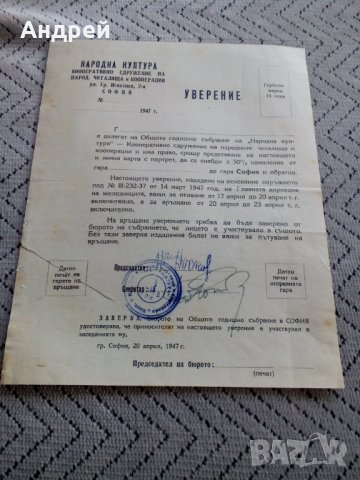 Андрей
НАРОДНА КУЛТУРА
КООПЕРАТИВНО СДРУЖЕНИЕ НА
НАРОД. ЧИТАЛИЩА и КООПЕРАЦИИ
ул. Гр. Игнатиев, 2-а
СОФИЯ
Гербова
марка
15 лева
№
1947 г.
УВЕРЕНИЕ
Г
е делегат на Общото годишно събрание на „Народна кул-
тура" — Кооперативно сдружение на народните читалища и
кооперации и има право, срещу представяне на настоящето
и лична карта с портрет, да се снабди с 50% намаление от
до гара София и обратно.
Настоящето уверение, издадено на основание окръжното
под № III-232-37 от 14 март 1947 год. на Главната дирекция
на железниците, важи за отиване от 17 април до 20 април т. г.
включително, а за връщане от 20 април до 23 април т. г.
включително.
На връщане уверението трябва да бъде заверено от
бюрото на събранието, че лицето е участвувало в същото.
Без тази заверка издадения билет не важи за пътуване на
връщане.
Датен
печат на
гарата на
връщане
Председател:
Секретар:
Датен
печат на
отправната
гара
ЗАВЕРКА. Бюрото на Общото годишно събрание в СОФИЯ
удостоверява, че приносителят на настоящето уверение е участвувал в
заседанията му.
гр. София, 20 април, 1947 г.
Председател на бюрото:
(печат)
Андрей
BAZAR